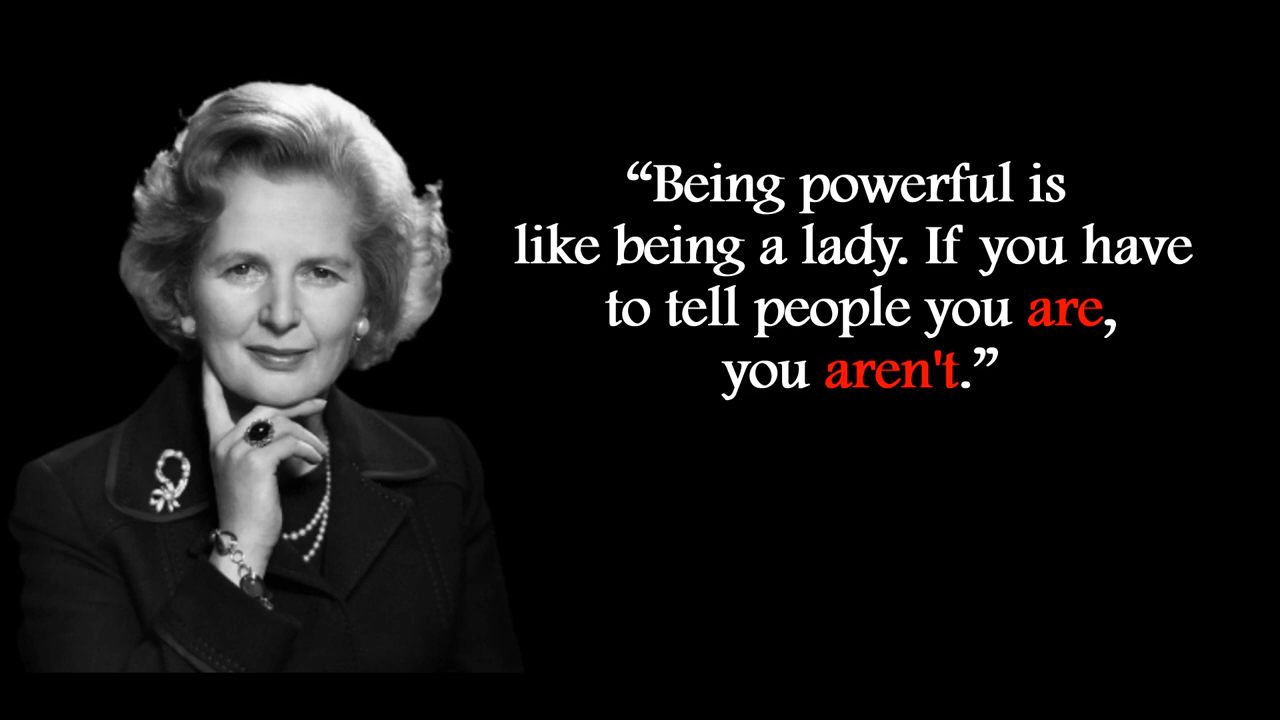 “Being powerful is
like being a lady. If you have
to tell people you are,
you aren't.”